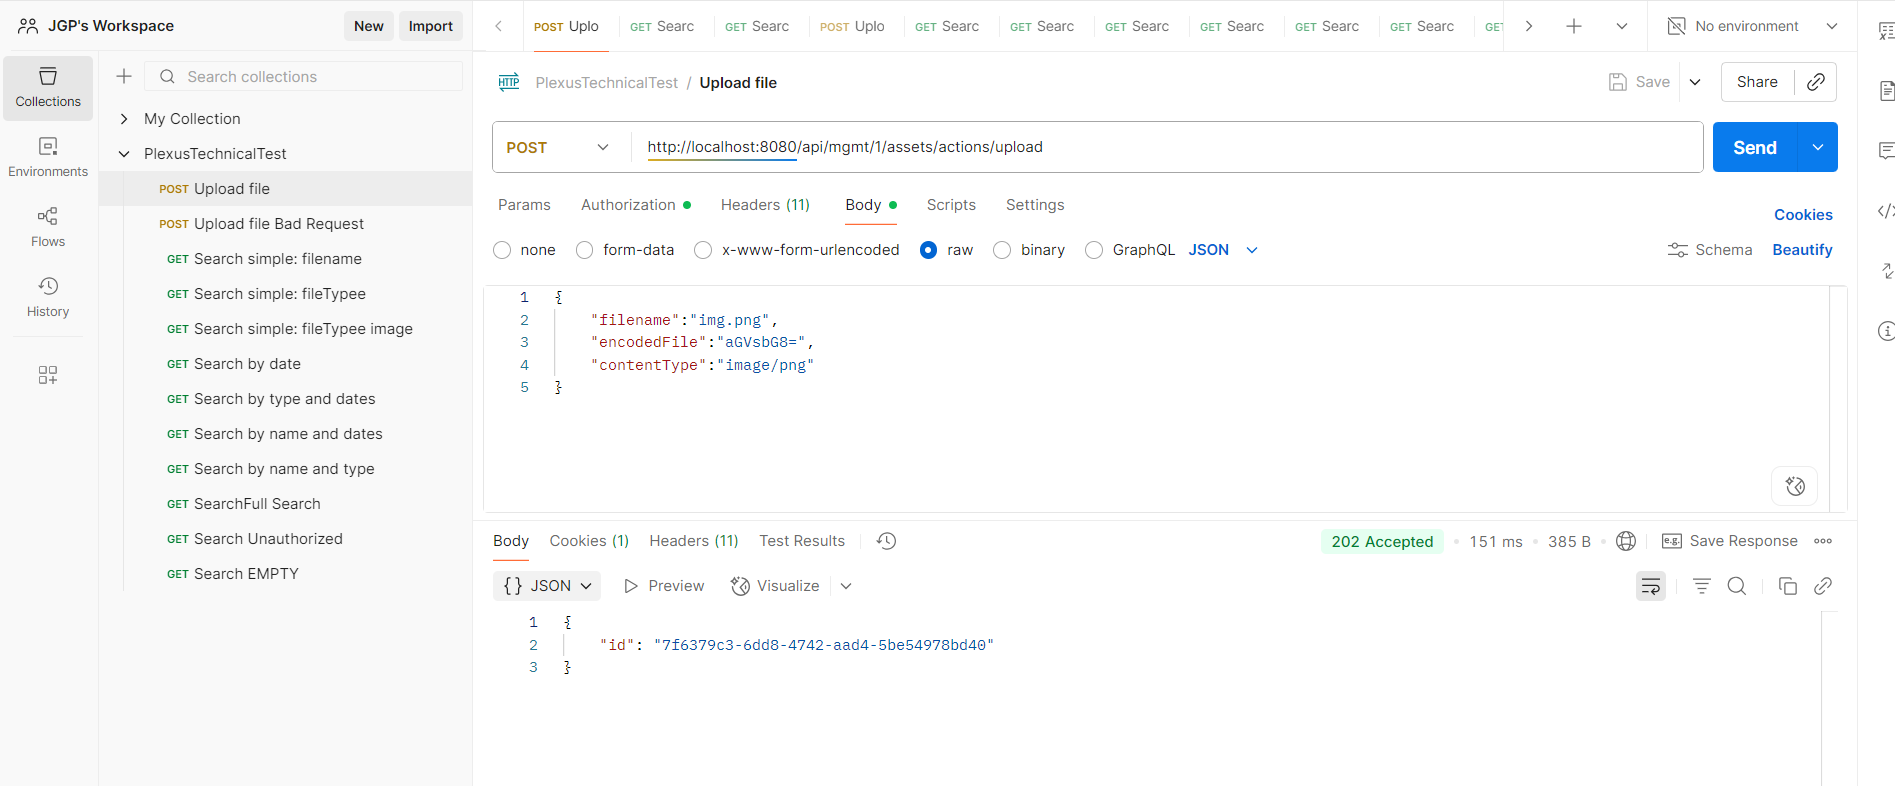 JGP's Workspace
New
Import
POST Uplo
GET Searc
GET Searc
POST Uplo
GET Searc
GET Searc
GET Searc
GET Searc
GET Searc
GET Searc
No environment
Collections
Environments
Flows
History
Search collections
My Collection
PlexusTechnicalTest
POST Upload file
POST Upload file Bad Request
GET Search simple: filename
GET Search simple: fileTypee
GET Search simple: fileTypee image
GET Search by date
GET Search by type and dates
GET Search by name and dates
GET Search by name and type
GET SearchFull Search
GET Search Unauthorized
GET Search EMPTY
HTTP PlexusTechnicalTest / Upload file
Save
Share
POST http://localhost:8080/api/mgmt/1/assets/actions/upload
Send
Params Authorization Headers (11) Body Scripts Settings
Cookies
none form-data x-www-form-urlencoded raw binary GraphQL JSON
Schema Beautify
1 {
2 "filename":"img.png",
3 "encodedFile":"aGVsbG8=",
4 "contentType":"image/png"
5 }
Body Cookies (1) Headers (11) Test Results
202 Accepted • 151 ms • 385 B • e.g. Save Response
{} JSON Preview Visualize
1 {
2 "id": "7f6379c3-6dd8-4742-aad4-5be54978bd40"
3 }